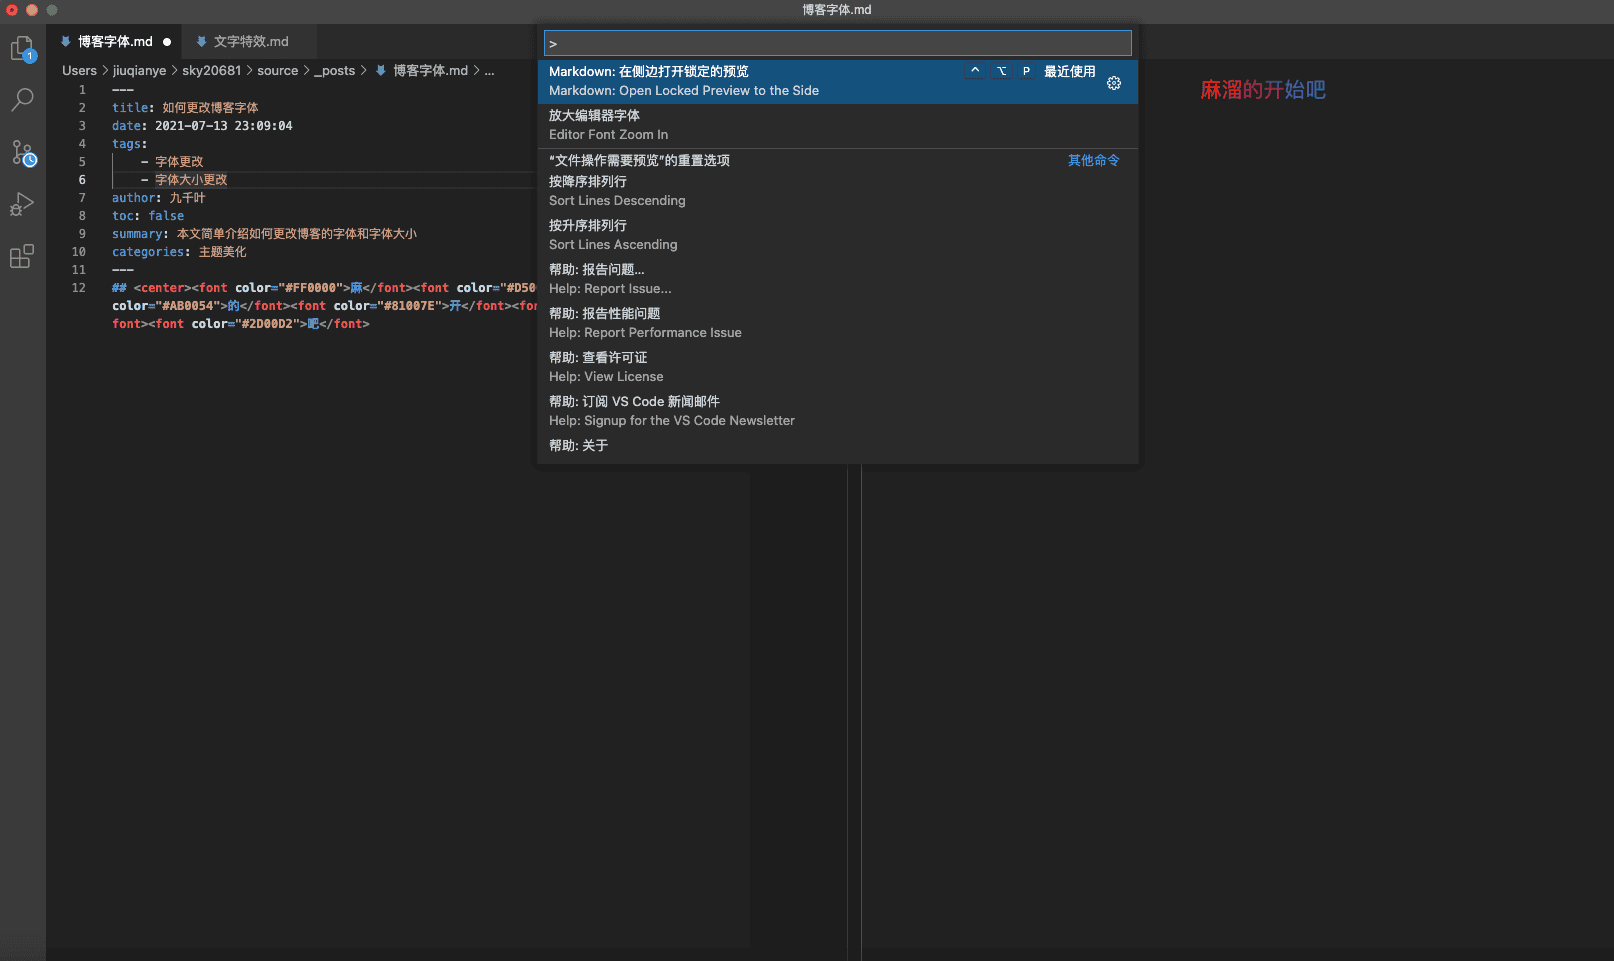 博客字体.md
博客字体.md
文字特效.md
1
Users > jiuqianye > sky20681 > source > _posts > 博客字体.md > ...
1 ---
2 title: 如何更改博客字体
3 date: 2021-07-13 23:09:04
4 tags:
5 - 字体更改
6 - 字体大小更改
7 author: 九千叶
8 toc: false
9 summary: 本文简单介绍如何更改博客的字体和字体大小
10 categories: 主题美化
11 ---
12 ## <center><font color="#FF0000">麻</font><font color="#D50
color="#AB0054">的</font><font color="#81007E">开</font><for
font><font color="#2D00D2">吧</font>
>
Markdown: 在侧边打开锁定的预览 ^ ⌥ P 最近使用
Markdown: Open Locked Preview to the Side
放大编辑器字体
Editor Font Zoom In
“文件操作需要预览”的重置选项 其他命令
按降序排列行
Sort Lines Descending
按升序排列行
Sort Lines Ascending
帮助: 报告问题...
Help: Report Issue...
帮助: 报告性能问题
Help: Report Performance Issue
帮助: 查看许可证
Help: View License
帮助: 订阅 VS Code 新闻邮件
Help: Signup for the VS Code Newsletter
帮助: 关于
麻溜的开始吧